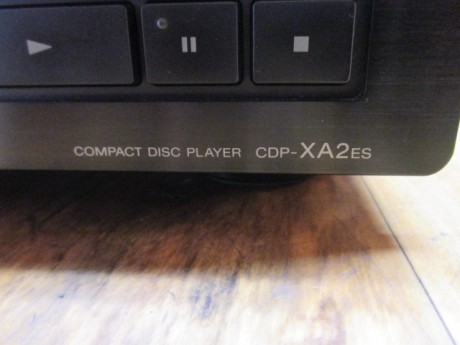 COMPACT DISC PLAYER CDP-XA2ES